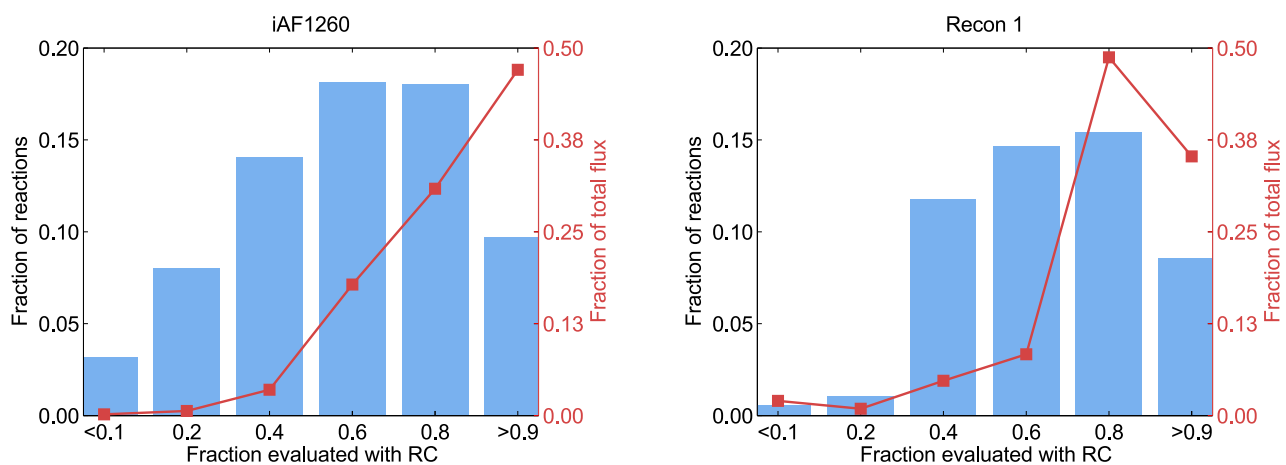 iAF1260
0.20
0.15
0.10
0.05
0.00
Fraction of reactions
<0.1 0.2 0.4 0.6 0.8 >0.9
Fraction evaluated with RC
0.50
0.38
0.25
0.13
0.00
Fraction of total flux
Recon 1
0.20
0.15
0.10
0.05
0.00
Fraction of reactions
<0.1 0.2 0.4 0.6 0.8 >0.9
Fraction evaluated with RC
0.50
0.38
0.25
0.13
0.00
Fraction of total flux